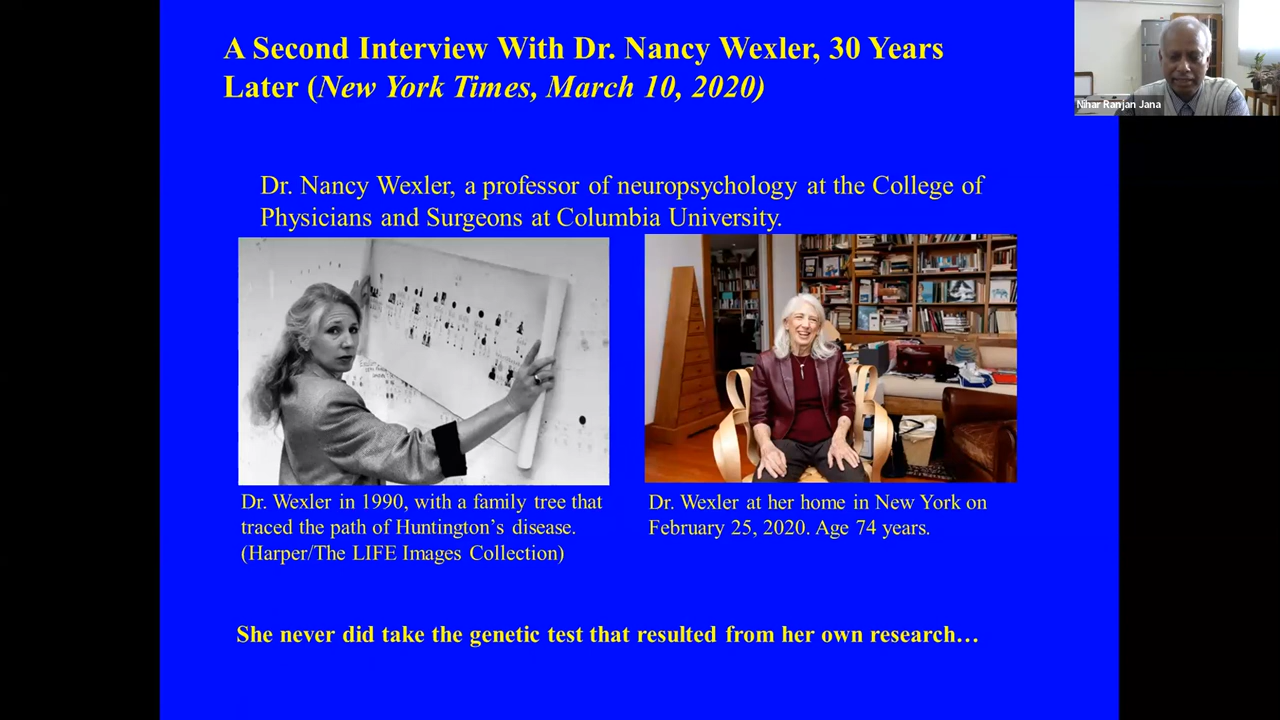 A Second Interview With Dr. Nancy Wexler, 30 Years
Later (New York Times, March 10, 2020)
Nihar Ranjan Jana
Dr. Nancy Wexler, a professor of neuropsychology at the College of
Physicians and Surgeons at Columbia University.
Dr. Wexler in 1990, with a family tree that
traced the path of Huntington's disease.
(Harper/The LIFE Images Collection)
Dr. Wexler at her home in New York on
February 25, 2020. Age 74 years.
She never did take the genetic test that resulted from her own research…